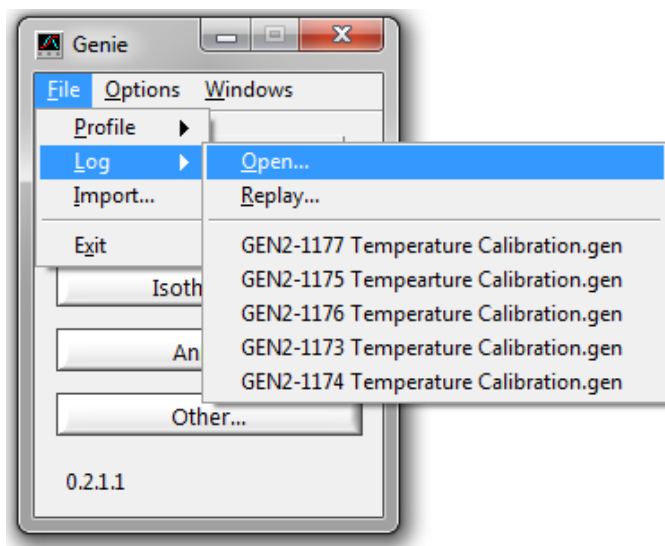 Genie
File Options Windows
Profile
Log
Import...
Exit
Open...
Replay...
GEN2-1177 Temperature Calibration.gen
GEN2-1175 Tempearture Calibration.gen
GEN2-1176 Temperature Calibration.gen
GEN2-1173 Temperature Calibration.gen
GEN2-1174 Temperature Calibration.gen
Isoth
An
Other...
0.2.1.1